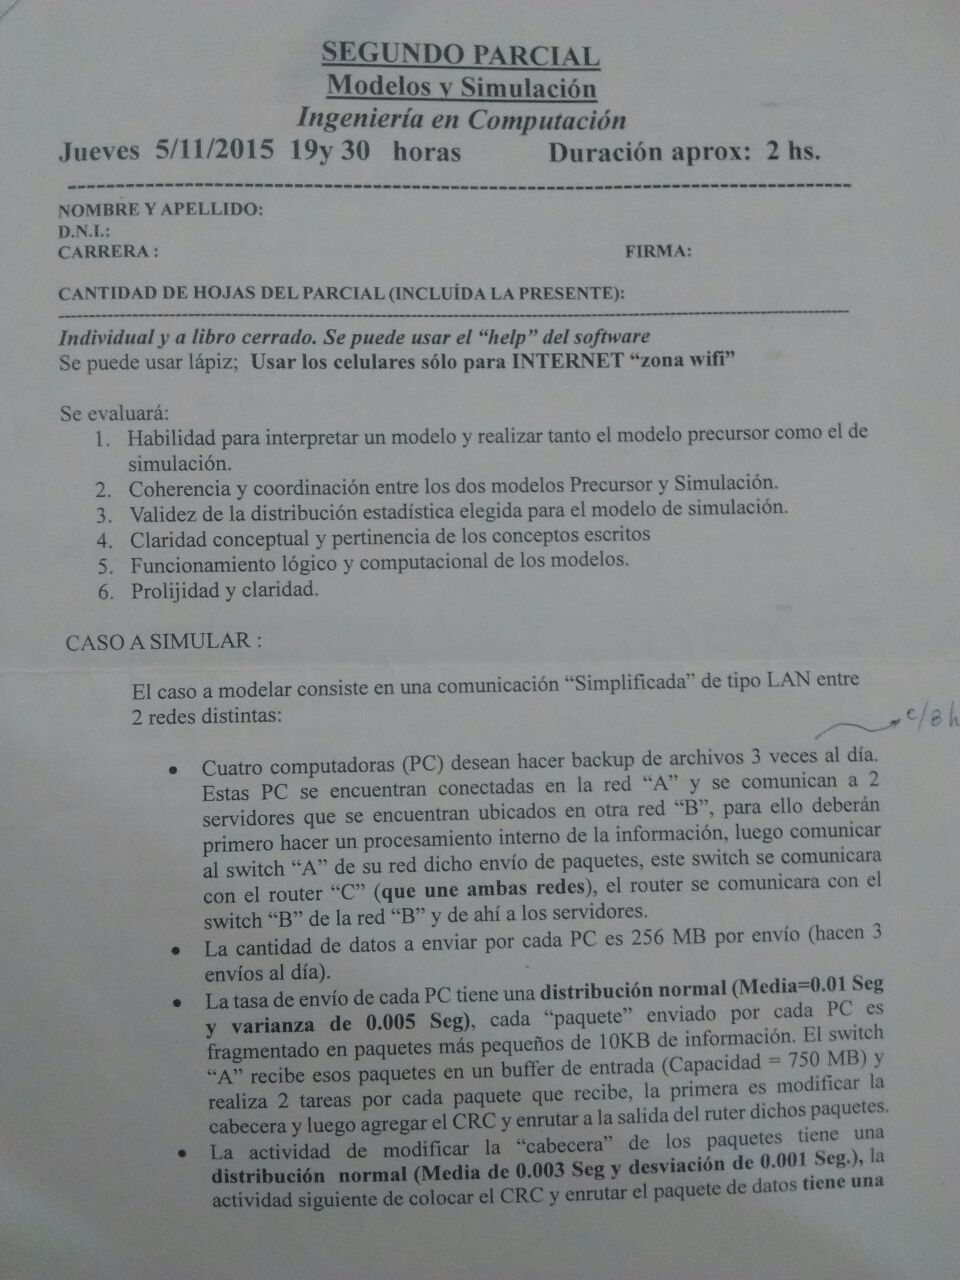 SEGUNDO PARCIAL
Modelos y Simulación
Ingeniería en Computación
Jueves 5/11/2015 19y 30 horas Duración aprox: 2 hs.
NOMBRE Y APELLIDO:
D.N.I.:
CARRERA : FIRMA:
CANTIDAD DE HOJAS DEL PARCIAL (INCLUÍDA LA PRESENTE):
Individual y a libro cerrado. Se puede usar el “help” del software
Se puede usar lápiz; Usar los celulares sólo para INTERNET “zona wifi”
Se evaluará:
1. Habilidad para interpretar un modelo y realizar tanto el modelo precursor como el de
simulación.
2. Coherencia y coordinación entre los dos modelos Precursor y Simulación.
3. Validez de la distribución estadística elegida para el modelo de simulación.
4. Claridad conceptual y pertinencia de los conceptos escritos
5. Funcionamiento lógico y computacional de los modelos.
6. Prolijidad y claridad.
CASO A SIMULAR :
El caso a modelar consiste en una comunicación “Simplificada” de tipo LAN entre
2 redes distintas:
c/8 h
• Cuatro computadoras (PC) desean hacer backup de archivos 3 veces al día.
Estas PC se encuentran conectadas en la red “A” y se comunican a 2
servidores que se encuentran ubicados en otra red “B”, para ello deberán
primero hacer un procesamiento interno de la información, luego comunicar
al switch “A” de su red dicho envío de paquetes, este switch se comunicara
con el router “C” (que une ambas redes), el router se comunicara con el
switch “B” de la red “B” y de ahí a los servidores.
• La cantidad de datos a enviar por cada PC es 256 MB por envío (hacen 3
envíos al día).
• La tasa de envío de cada PC tiene una distribución normal (Media=0.01 Seg
y varianza de 0.005 Seg), cada “paquete” enviado por cada PC es
fragmentado en paquetes más pequeños de 10KB de información. El switch
“A” recibe esos paquetes en un buffer de entrada (Capacidad = 750 MB) y
realiza 2 tareas por cada paquete que recibe, la primera es modificar la
cabecera y luego agregar el CRC y enrutar a la salida del ruter dichos paquetes.
• La actividad de modificar la “cabecera” de los paquetes tiene una
distribución normal (Media de 0.003 Seg y desviación de 0.001 Seg.), la
actividad siguiente de colocar el CRC y enrutar el paquete de datos tiene una